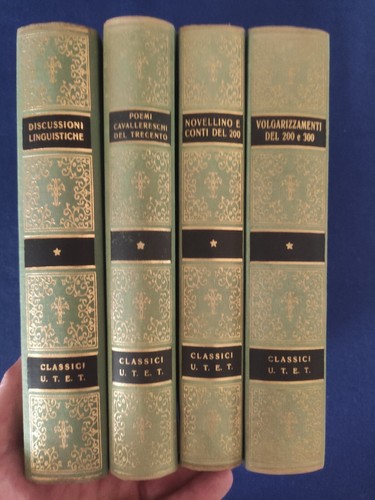 DISCUSSIONI
LINGUISTICHE
*
CLASSICI
U. T. E. T.
POEMI
CAVALLERESCHI
DEL TRECENTO
*
CLASSICI
U. T. E. T.
NOVELLINO E
CONTI DEL 200
*
CLASSICI
U. T. E. T.
VOLGARIZZAMENTI
DEL 200 e 300
*
CLASSICI
U. T. E. T.